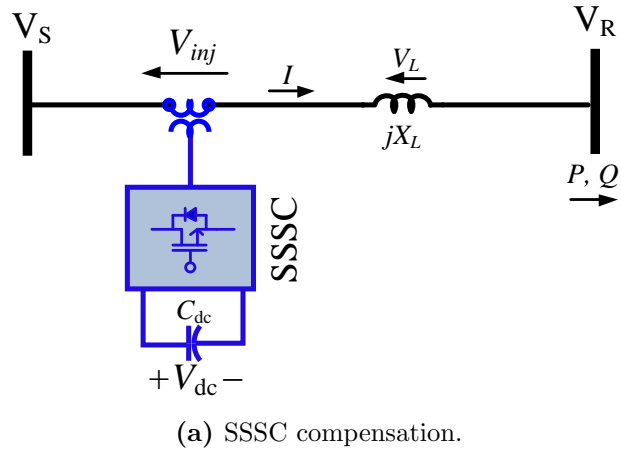 V_S V_R
V_inj I V_L
jX_L
P, Q
SSSC
C_dc
+V_dc−
(a) SSSC compensation.